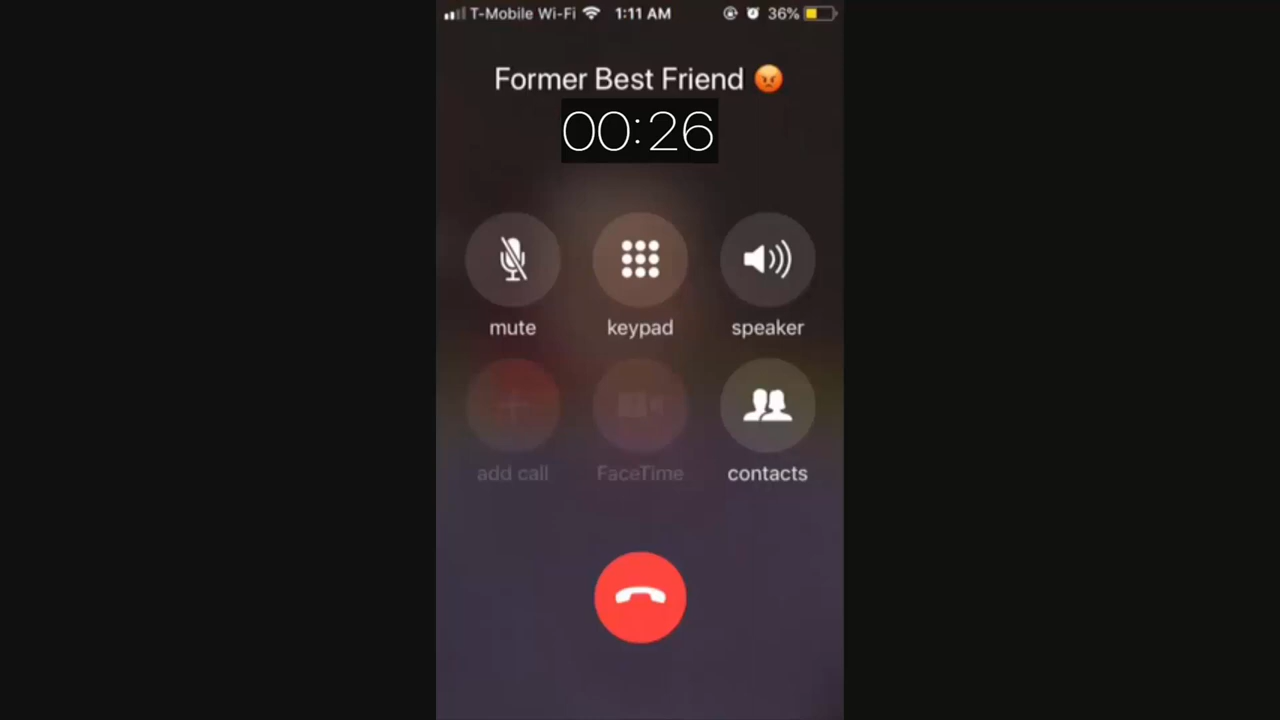 T-Mobile Wi-Fi 1:11 AM 36%
Former Best Friend 😡
00:26
mute keypad speaker
add call FaceTime contacts